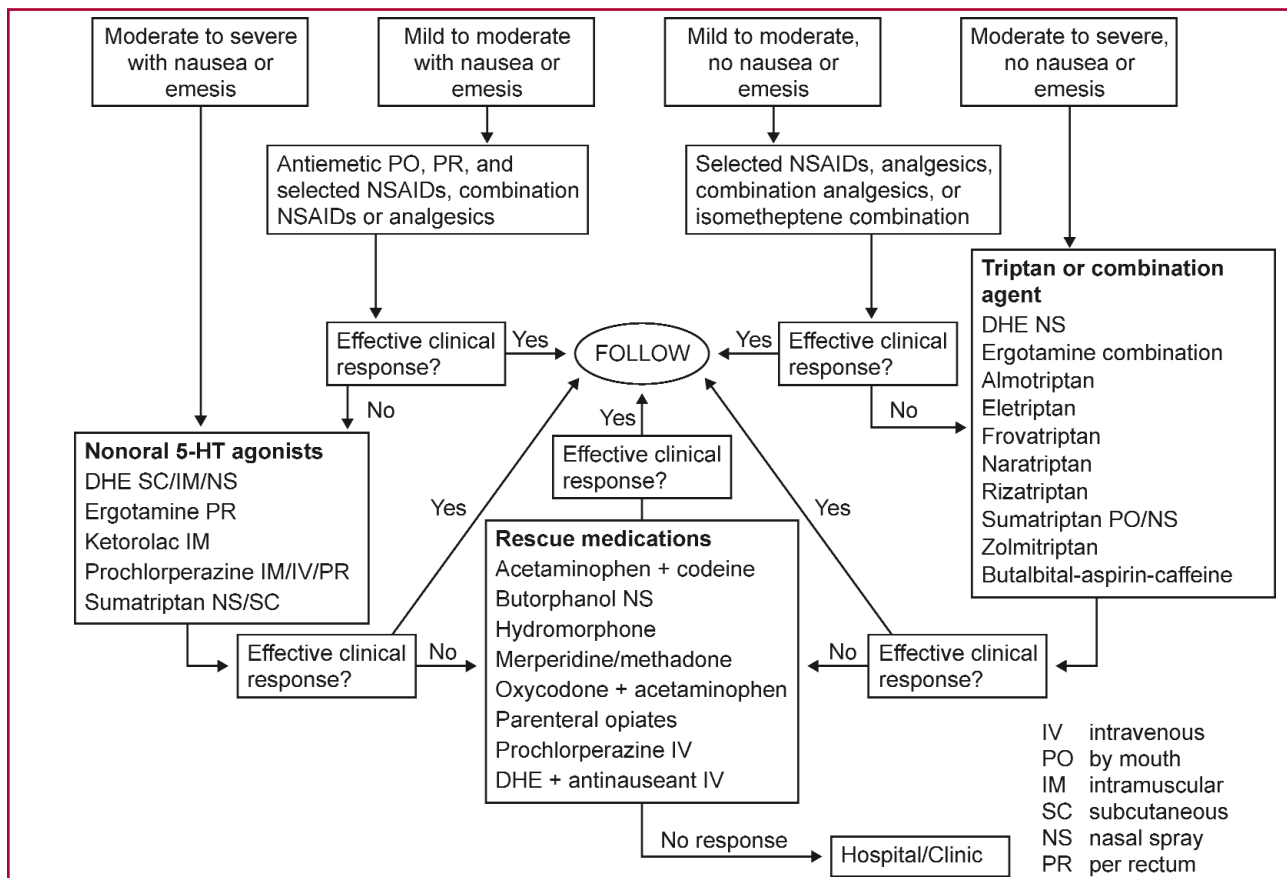 Moderate to severe
with nausea or
emesis
Mild to moderate
with nausea or
emesis
Mild to moderate,
no nausea or
emesis
Moderate to severe,
no nausea or
emesis
Antiemetic PO, PR, and
selected NSAIDs, combination
NSAIDs or analgesics
Selected NSAIDs, analgesics,
combination analgesics, or
isometheptene combination
Triptan or combination
agent
DHE NS
Ergotamine combination
Almotriptan
Eletriptan
Frovatriptan
Naratriptan
Rizatriptan
Sumatriptan PO/NS
Zolmitriptan
Butalbital-aspirin-caffeine
Effective clinical
response?
Yes
FOLLOW
Yes
Effective clinical
response?
No
No
Nonoral 5-HT agonists
DHE SC/IM/NS
Ergotamine PR
Ketorolac IM
Prochlorperazine IM/IV/PR
Sumatriptan NS/SC
Yes
Effective clinical
response?
Yes
Yes
Rescue medications
Acetaminophen + codeine
Butorphanol NS
Hydromorphone
Merperidine/methadone
Oxycodone + acetaminophen
Parenteral opiates
Prochlorperazine IV
DHE + antinauseant IV
Effective clinical
response?
No
No
Effective clinical
response?
No response
Hospital/Clinic
IV intravenous
PO by mouth
IM intramuscular
SC subcutaneous
NS nasal spray
PR per rectum